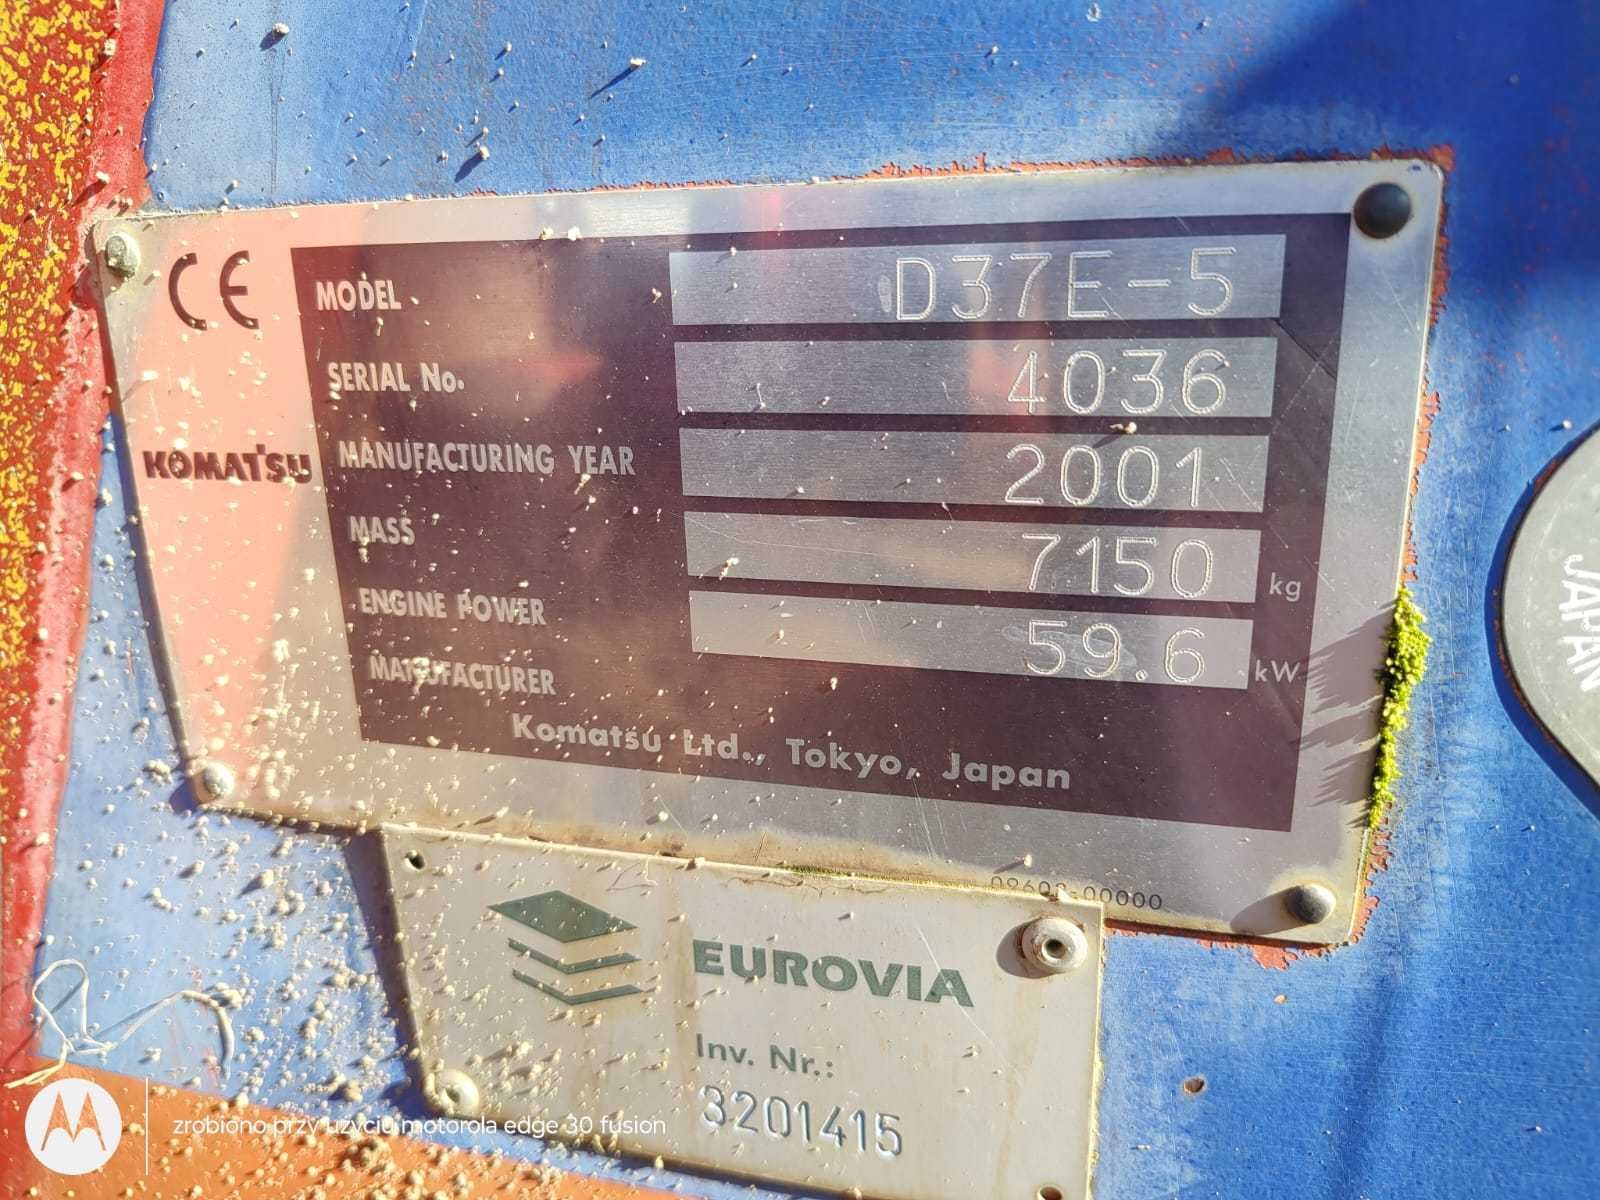 CE
KOMATSU
MODEL D37E-5
SERIAL No. 4036
MANUFACTURING YEAR 2001
MASS 7150 kg
ENGINE POWER 59.6 kW
MANUFACTURER
Komatsu Ltd., Tokyo, Japan
JAPAN
EUROVIA
Inv. Nr.:
3201415
zrobiono przy użyciu motorola edge 30 fusion